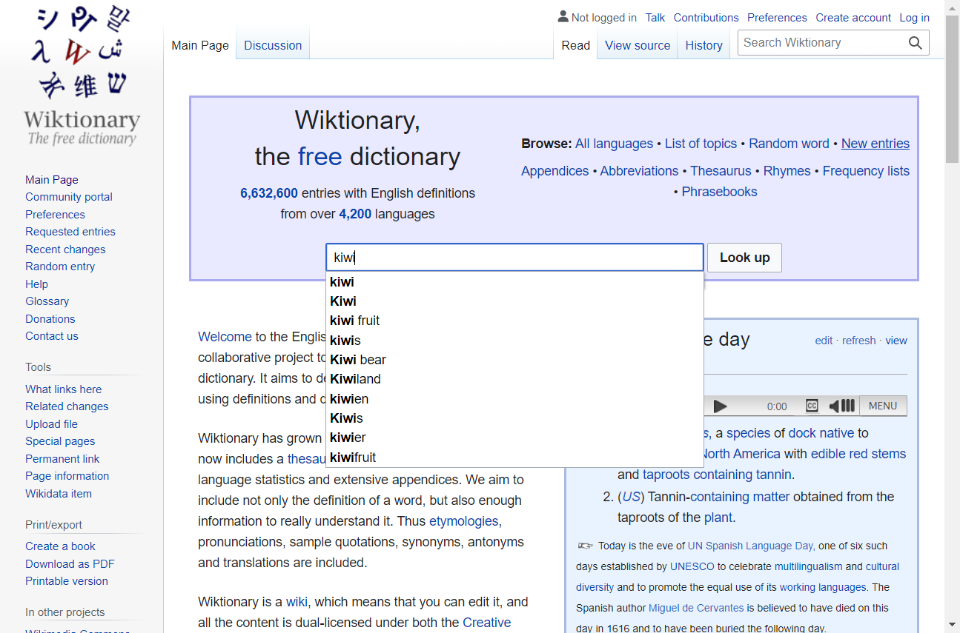 Not logged in Talk Contributions Preferences Create account Log in
Main Page Discussion Read View source History Search Wiktionary
Wiktionary
The free dictionary
Main Page
Community portal
Preferences
Requested entries
Recent changes
Random entry
Help
Glossary
Donations
Contact us
Tools
What links here
Related changes
Upload file
Special pages
Permanent link
Page information
Wikidata item
Print/export
Create a book
Download as PDF
Printable version
In other projects
Wikimedia Commons
Wiktionary,
the free dictionary
6,632,600 entries with English definitions
from over 4,200 languages
Browse: All languages • List of topics • Random word • New entries
Appendices • Abbreviations • Thesaurus • Rhymes • Frequency lists
• Phrasebooks
kiwi Look up
kiwi
Kiwi
kiwi fruit
kiwis
Kiwi bear
Kiwiland
kiwien
Kiwis
kiwier
kiwifruit
Welcome to the Englis
collaborative project to
dictionary. It aims to de
using definitions and d
Wiktionary has grown
now includes a thesau
language statistics and extensive appendices. We aim to
include not only the definition of a word, but also enough
information to really understand it. Thus etymologies,
pronunciations, sample quotations, synonyms, antonyms
and translations are included.
Wiktionary is a wiki, which means that you can edit it, and
all the content is dual-licensed under both the Creative
e day edit · refresh · view
0:00 CC MENU
s, a species of dock native to
North America with edible red stems
and taproots containing tannin.
2. (US) Tannin-containing matter obtained from the
taproots of the plant.
Today is the eve of UN Spanish Language Day, one of six such
days established by UNESCO to celebrate multilingualism and cultural
diversity and to promote the equal use of its working languages. The
Spanish author Miguel de Cervantes is believed to have died on this
day in 1616 and to have been buried the following day.